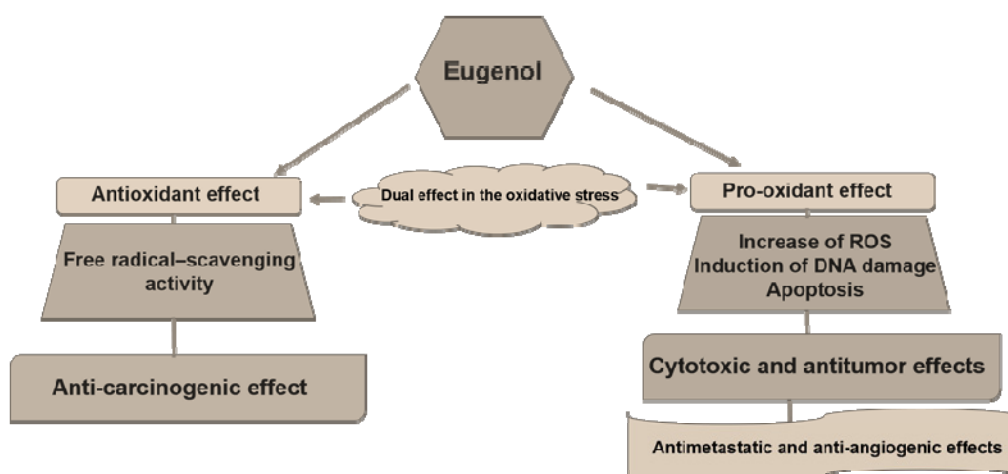 Eugenol
Dual effect in the oxidative stress
Antioxidant effect
Free radical–scavenging
activity
Anti-carcinogenic effect
Pro-oxidant effect
Increase of ROS
Induction of DNA damage
Apoptosis
Cytotoxic and antitumor effects
Antimetastatic and anti-angiogenic effects